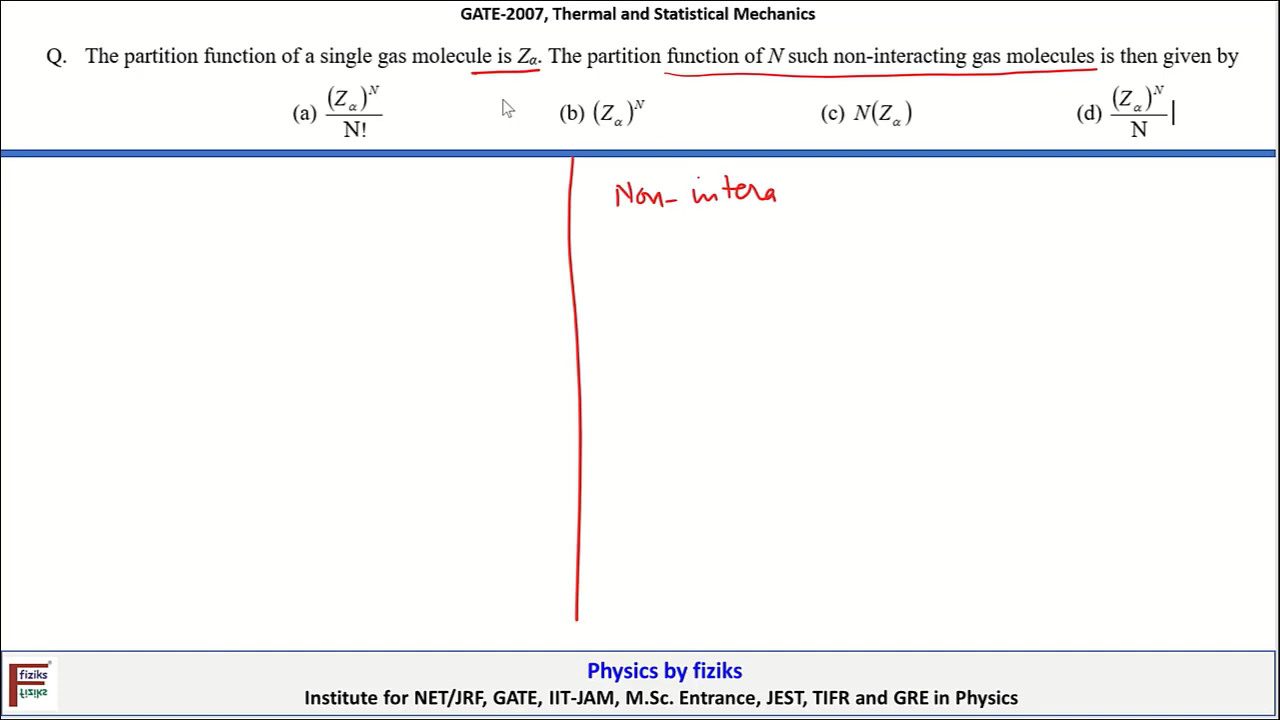 GATE-2007, Thermal and Statistical Mechanics
Q. The partition function of a single gas molecule is Zα. The partition function of N such non-interacting gas molecules is then given by
(a) (Zα)^N / N! (b) (Zα)^N (c) N(Zα) (d) (Zα)^N / N
Non- intera
Physics by fiziks
Institute for NET/JRF, GATE, IIT-JAM, M.Sc. Entrance, JEST, TIFR and GRE in Physics
fiziks
fiziks